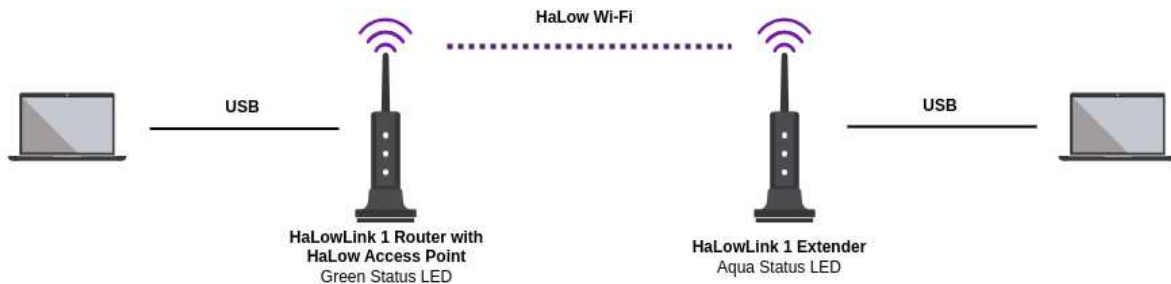 HaLow Wi-Fi
USB
USB
HaLowLink 1 Router with
HaLow Access Point
Green Status LED
HaLowLink 1 Extender
Aqua Status LED